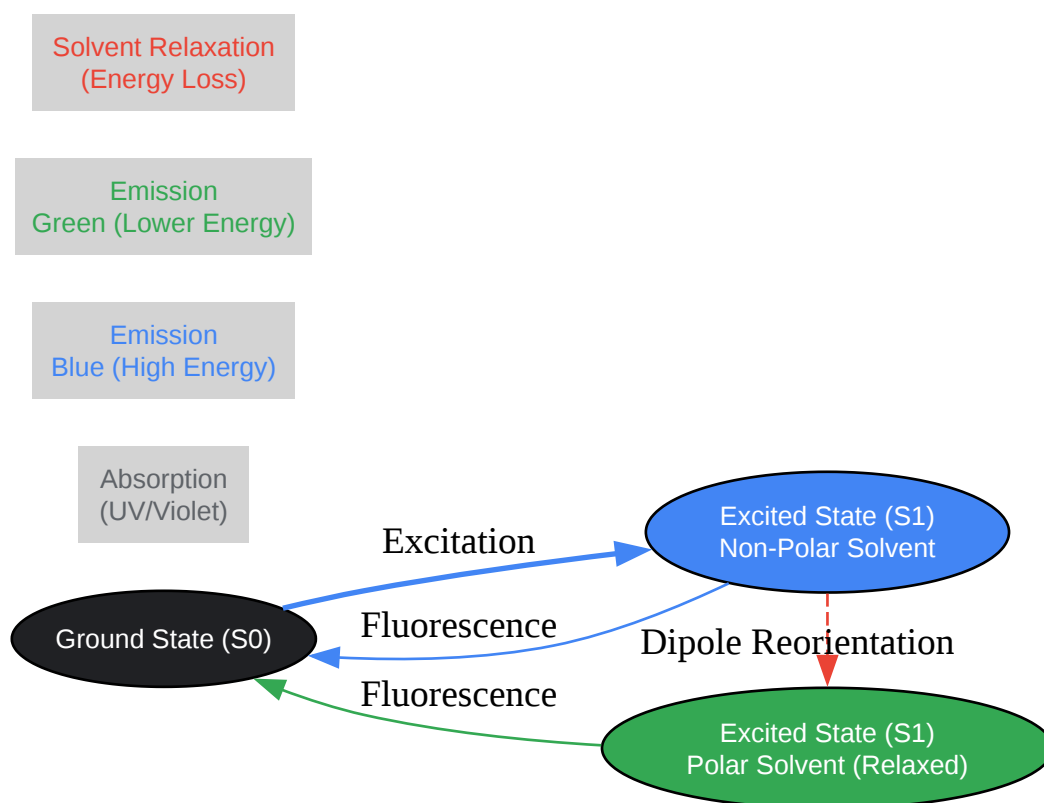 Solvent Relaxation
(Energy Loss)
Emission
Green (Lower Energy)
Emission
Blue (High Energy)
Absorption
(UV/Violet)
Excited State (S1)
Non-Polar Solvent
Excitation
Ground State (S0)
Fluorescence
Dipole Reorientation
Fluorescence
Excited State (S1)
Polar Solvent (Relaxed)